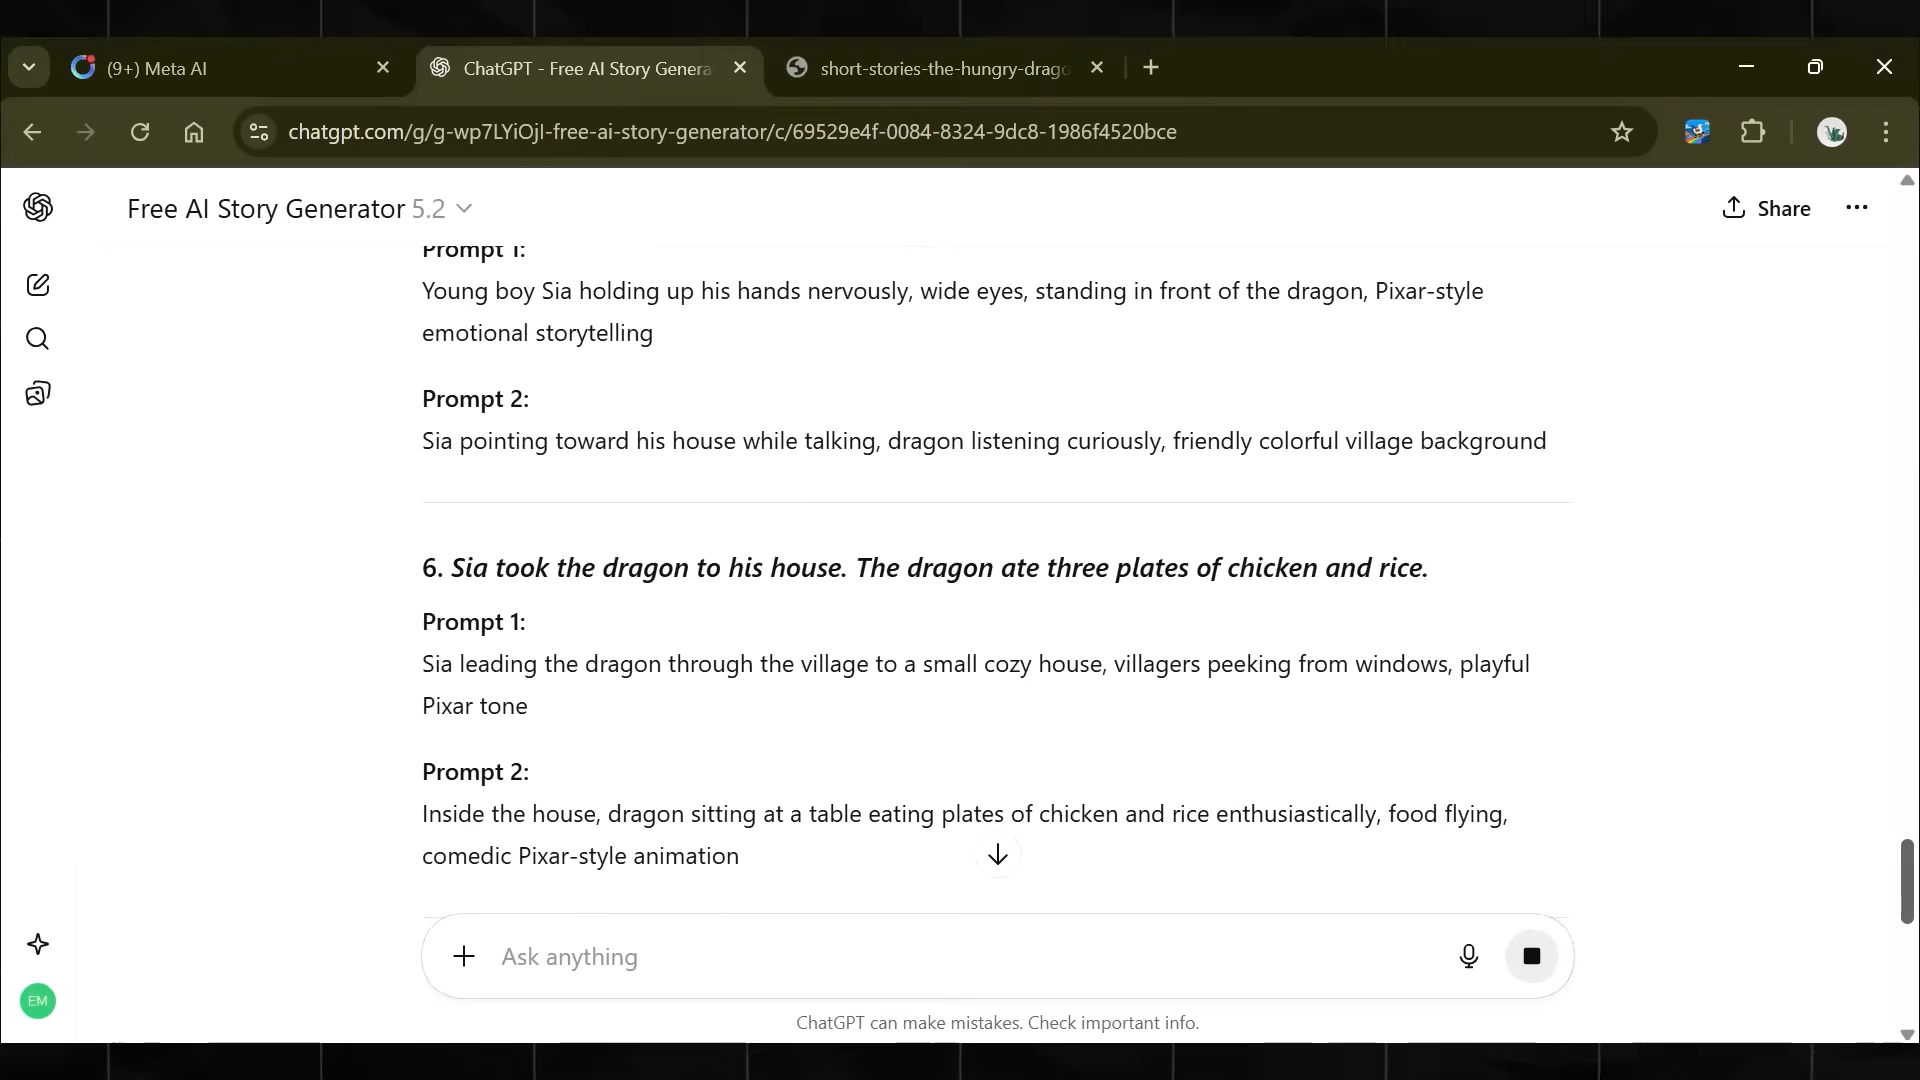 (9+) Meta AI
ChatGPT - Free AI Story Genera
short-stories-the-hungry-drago
chatgpt.com/g/g-wp7LYiOjI-free-ai-story-generator/c/69529e4f-0084-8324-9dc8-1986f4520bce
Free AI Story Generator 5.2
Share
Prompt 1:
Young boy Sia holding up his hands nervously, wide eyes, standing in front of the dragon, Pixar-style
emotional storytelling
Prompt 2:
Sia pointing toward his house while talking, dragon listening curiously, friendly colorful village background
6. Sia took the dragon to his house. The dragon ate three plates of chicken and rice.
Prompt 1:
Sia leading the dragon through the village to a small cozy house, villagers peeking from windows, playful
Pixar tone
Prompt 2:
Inside the house, dragon sitting at a table eating plates of chicken and rice enthusiastically, food flying,
comedic Pixar-style animation
Ask anything
EM
ChatGPT can make mistakes. Check important info.